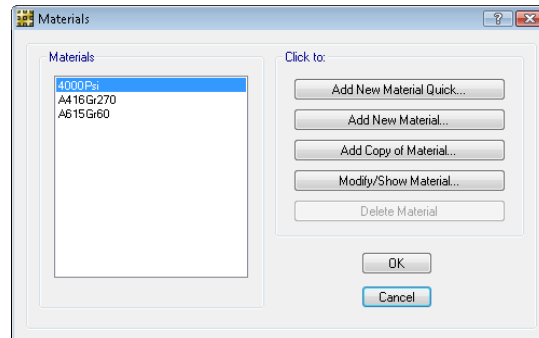 Materials
Materials
4000Psi
A416Gr270
A615Gr60
Click to:
Add New Material Quick...
Add New Material...
Add Copy of Material...
Modify/Show Material...
Delete Material
OK
Cancel